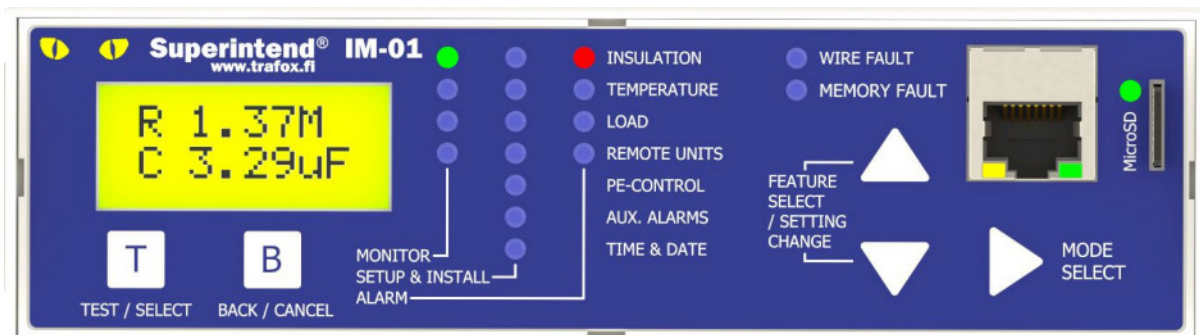 Superintend® IM-01
www.trafox.fi
R 1.37M
C 3.29uF
T
B
TEST / SELECT
BACK / CANCEL
MONITOR
SETUP & INSTALL
ALARM
INSULATION
TEMPERATURE
LOAD
REMOTE UNITS
PE-CONTROL
AUX. ALARMS
TIME & DATE
WIRE FAULT
MEMORY FAULT
FEATURE
SELECT
/ SETTING
CHANGE
MODE
SELECT
MicroSD